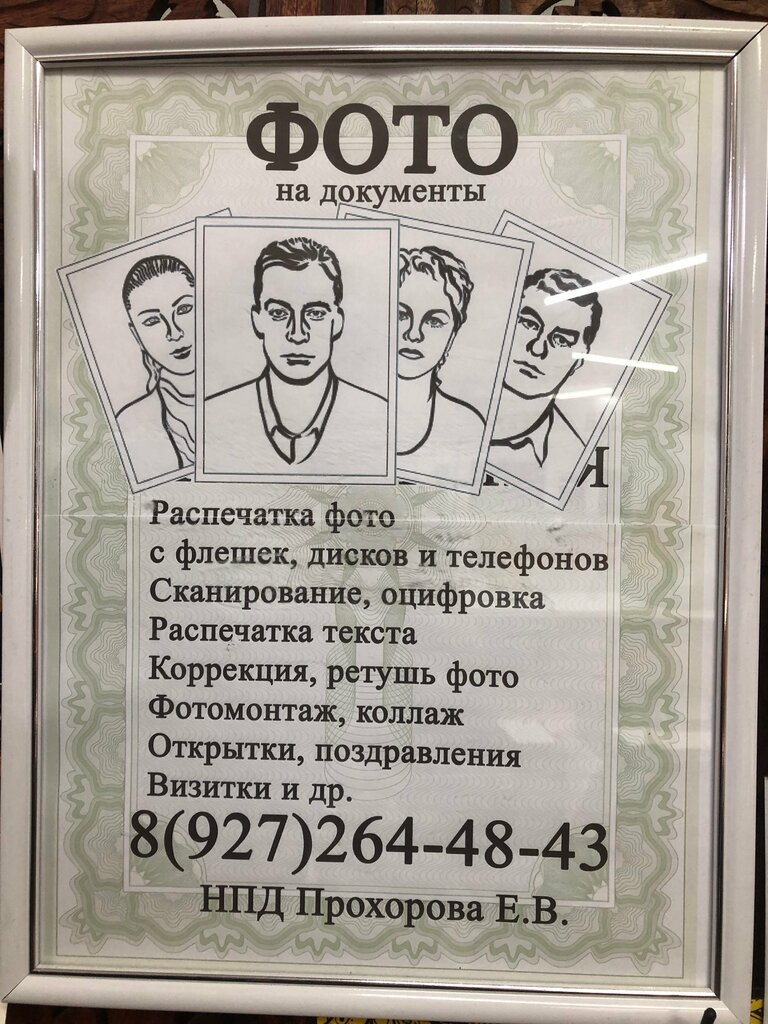 ФОТО
на документы
Распечатка фото
с флешек, дисков и телефонов
Сканирование, оцифровка
Распечатка текста
Коррекция, ретушь фото
Фотомонтаж, коллаж
Открытки, поздравления
Визитки и др.
8(927)264-48-43
НПД Прохорова Е.В.